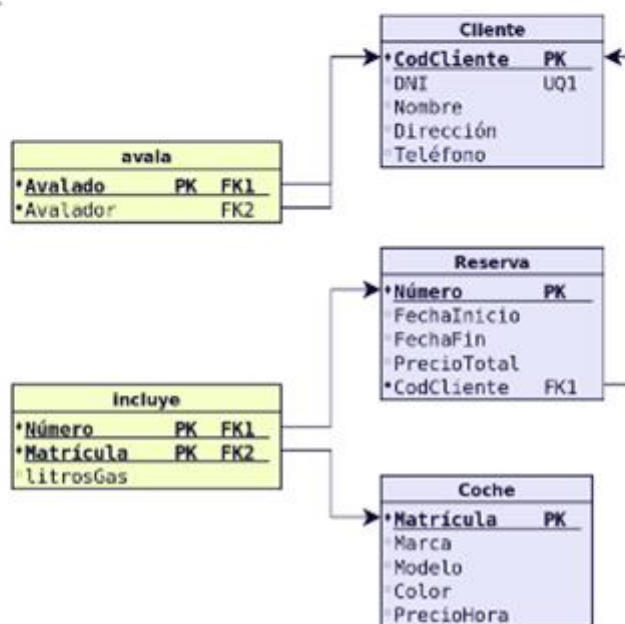 Cliente
CodCliente PK
DNI UQ1
Nombre
Dirección
Teléfono
avala
Avalado PK FK1
Avalador FK2
Reserva
Número PK
FechaInicio
FechaFin
PrecioTotal
CodCliente FK1
incluye
Número PK FK1
Matrícula PK FK2
litrosGas
Coche
Matrícula PK
Marca
Modelo
Color
PrecioHora